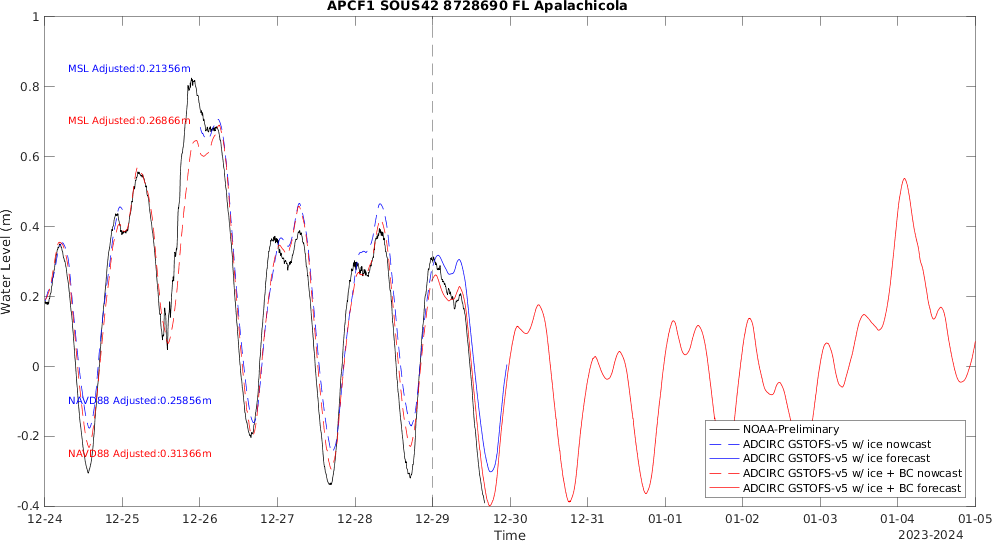 APCF1 SOUS42 8728690 FL Apalachicola
1
0.8
0.6
0.4
0.2
0
-0.2
-0.4
Water Level (m)
MSL Adjusted:0.21356m
MSL Adjusted:0.26866m
NAVD88 Adjusted:0.25856m
NAVD88 Adjusted:0.31366m
NOAA-Preliminary
ADCIRC GSTOFS-v5 w/ ice nowcast
ADCIRC GSTOFS-v5 w/ ice forecast
ADCIRC GSTOFS-v5 w/ ice + BC nowcast
ADCIRC GSTOFS-v5 w/ ice + BC forecast
12-24 12-25 12-26 12-27 12-28 12-29 12-30 12-31 01-01 01-02 01-03 01-04 01-05
Time
2023-2024